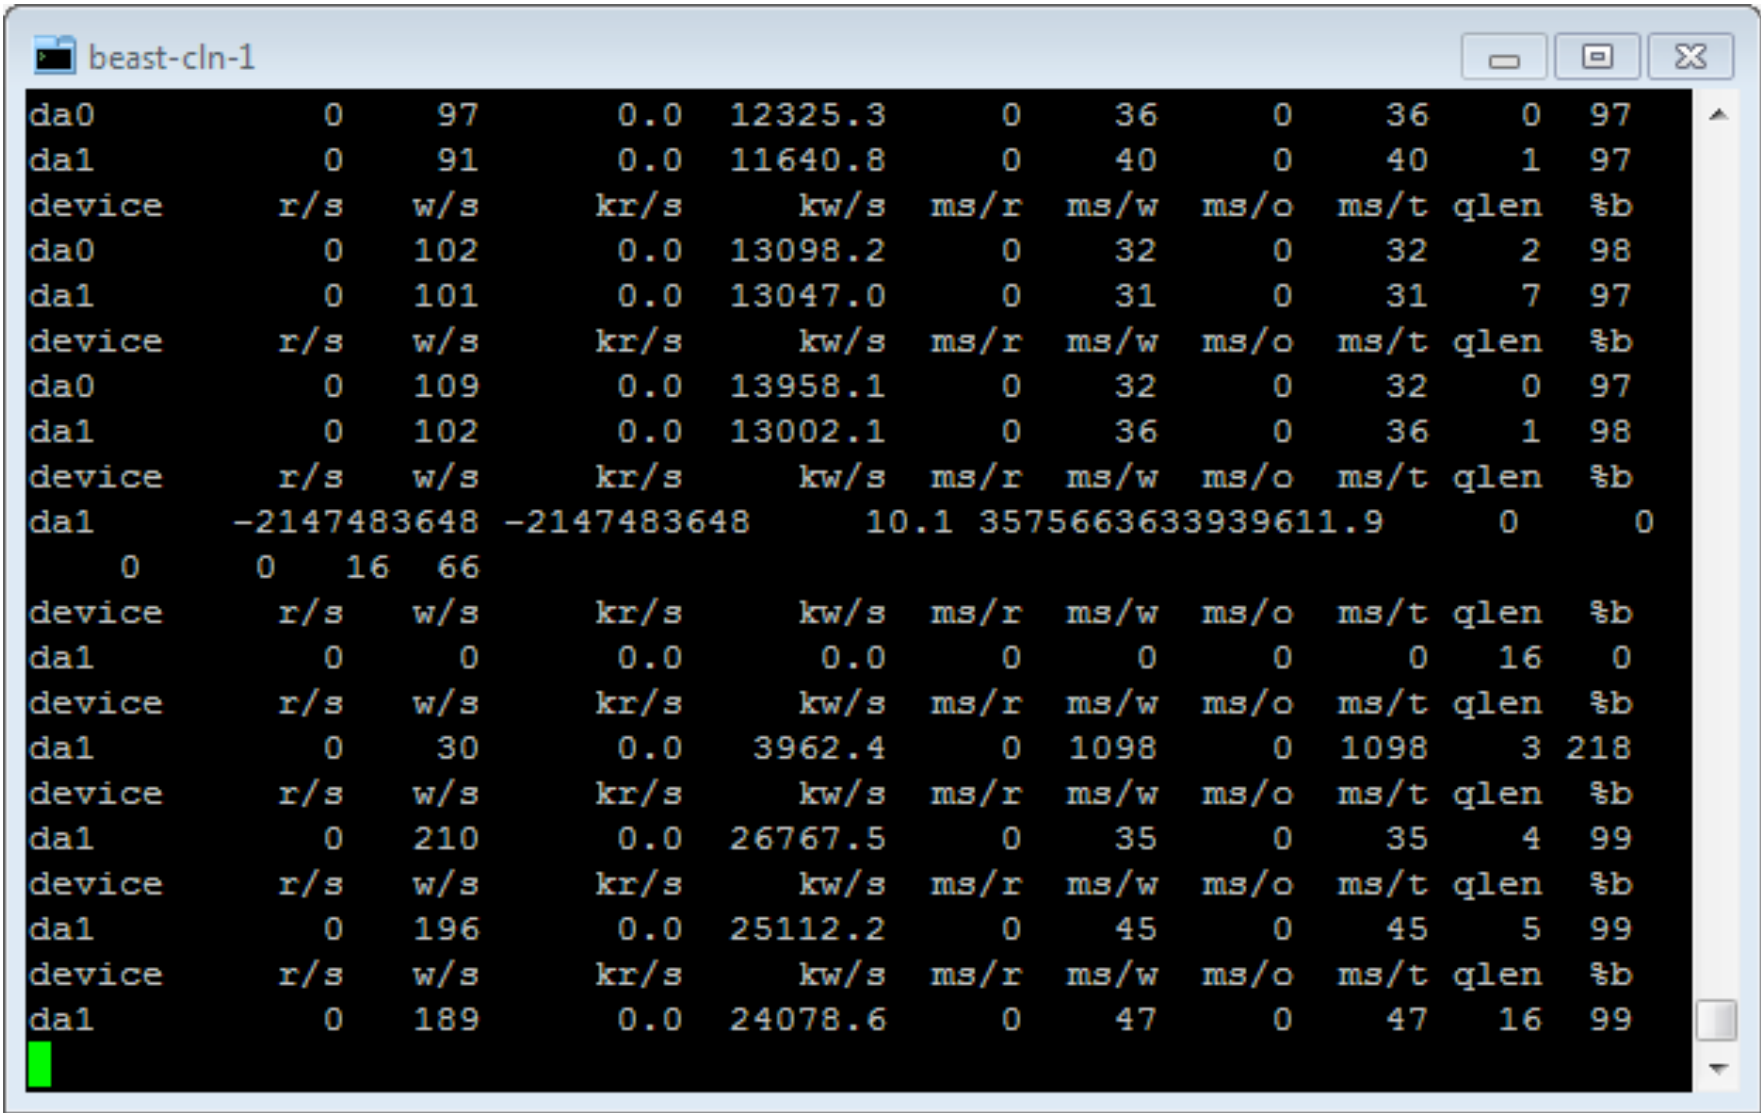 beast-cln-1
da0 0 97 0.0 12325.3 0 36 0 36 0 97
da1 0 91 0.0 11640.8 0 40 0 40 1 97
device r/s w/s kr/s kw/s ms/r ms/w ms/o ms/t qlen %b
da0 0 102 0.0 13098.2 0 32 0 32 2 98
da1 0 101 0.0 13047.0 0 31 0 31 7 97
device r/s w/s kr/s kw/s ms/r ms/w ms/o ms/t qlen %b
da0 0 109 0.0 13958.1 0 32 0 32 0 97
da1 0 102 0.0 13002.1 0 36 0 36 1 98
device r/s w/s kr/s kw/s ms/r ms/w ms/o ms/t qlen %b
da1 -2147483648 -2147483648 10.1 3575663633939611.9 0 0
0 0 16 66
device r/s w/s kr/s kw/s ms/r ms/w ms/o ms/t qlen %b
da1 0 0 0.0 0.0 0 0 0 0 16 0
device r/s w/s kr/s kw/s ms/r ms/w ms/o ms/t qlen %b
da1 0 30 0.0 3962.4 0 1098 0 1098 3 218
device r/s w/s kr/s kw/s ms/r ms/w ms/o ms/t qlen %b
da1 0 210 0.0 26767.5 0 35 0 35 4 99
device r/s w/s kr/s kw/s ms/r ms/w ms/o ms/t qlen %b
da1 0 196 0.0 25112.2 0 45 0 45 5 99
device r/s w/s kr/s kw/s ms/r ms/w ms/o ms/t qlen %b
da1 0 189 0.0 24078.6 0 47 0 47 16 99